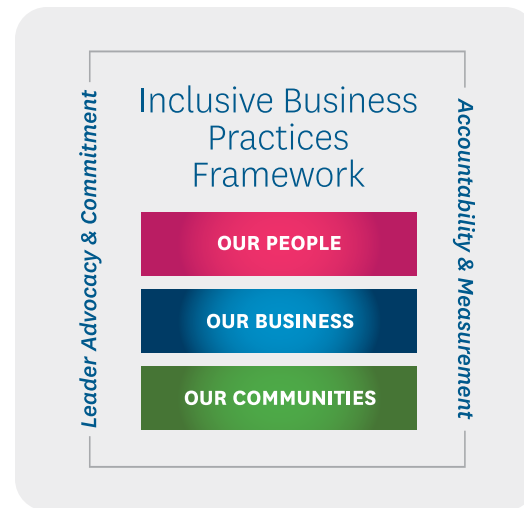 Inclusive Business
Practices
Framework
Leader Advocacy & Commitment
OUR PEOPLE
OUR BUSINESS
OUR COMMUNITIES
Accountability & Measurement